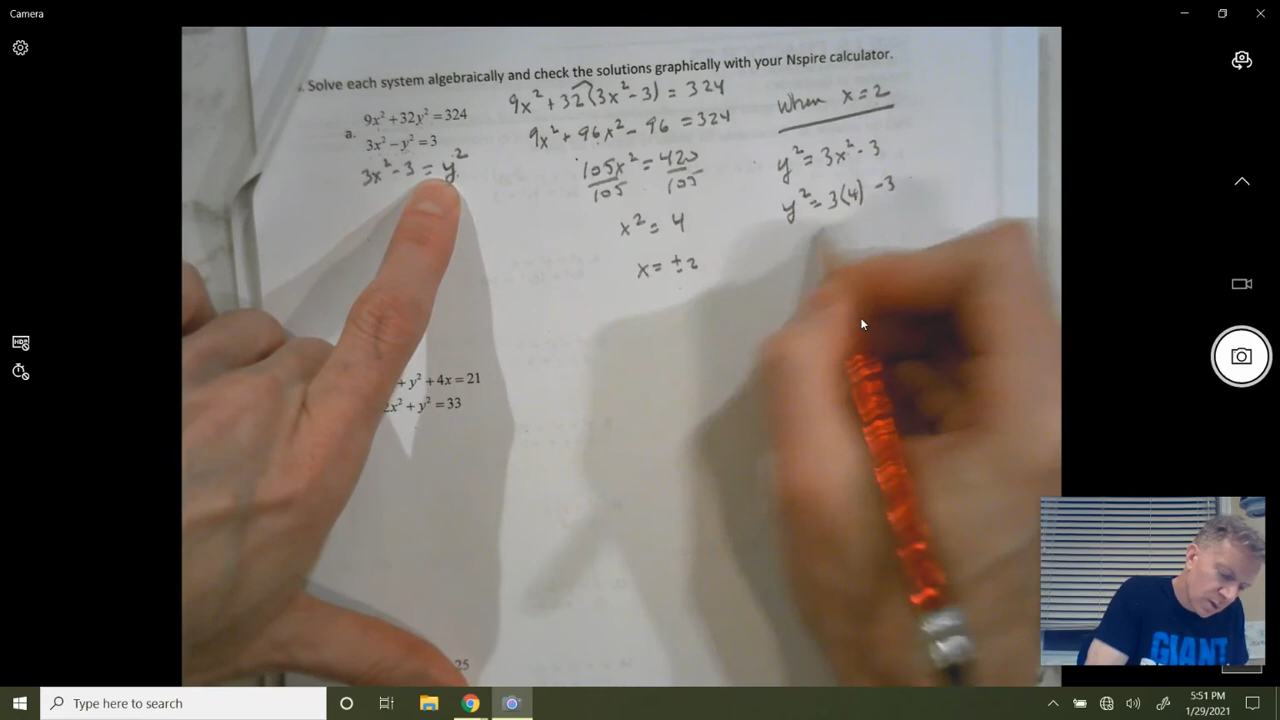 Camera
Solve each system algebraically and check the solutions graphically with your Nspire calculator.
a.
9x² + 32y² = 324
3x² − y² = 3
3x² - 3 = y²
9x² + 32(3x² - 3) = 324
9x² + 96x² - 96 = 324
105x² = 420
105 105
x² = 4
x = ±2
When x = 2
y² = 3x² - 3
y² = 3(4) - 3
+ y² + 4x = 21
2x² + y² = 33
25
GIANT
Type here to search
5:51 PM
1/29/2021